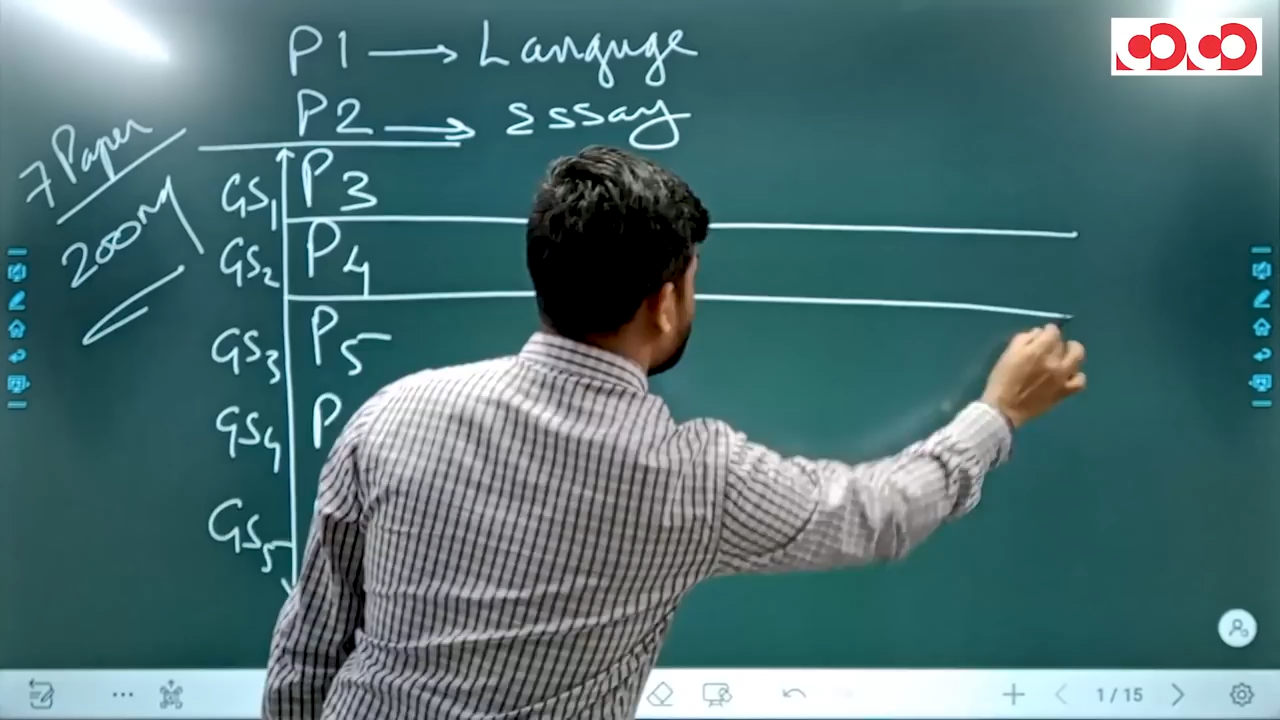 P1 → Languge
P2 → Essay
7 Paper
200m
GS1 P3
GS2 P4
GS3 P5
GS4 P
GS5
1/15